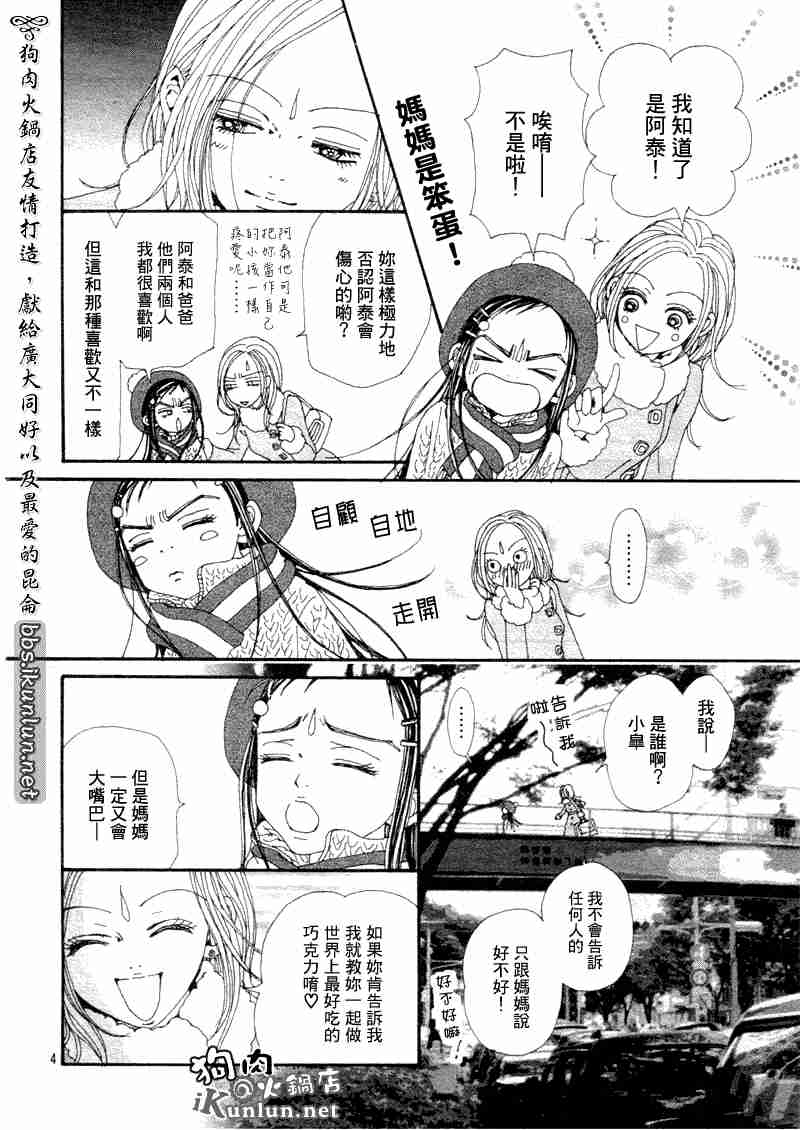 狗肉火鍋店友情打造，獻給廣大同好以及最愛的昆侖
bbs.ikunlun.net
我知道了
是阿泰！
唉唷——
不是啦！
媽媽是笨蛋！
妳這樣極力地
否認阿泰會
傷心的喲？
阿泰他可是
把妳當作自己
的小孩一樣
疼愛呢……
阿泰和爸爸
他們兩個人
我都很喜歡啊
但這和那種喜歡又不一樣
……
自顧
自地
走開
我說—
是誰啊？
小扉
告訴我
啦
……
但是媽媽
一定又會
大嘴巴—
我不會告訴
任何人的
只跟媽媽說
好不好！
好不好嘛
如果妳肯告訴我
我就教妳一起做
世界上最好吃的
巧克力唷♡
4
狗肉
火鍋店
iKunlun.net